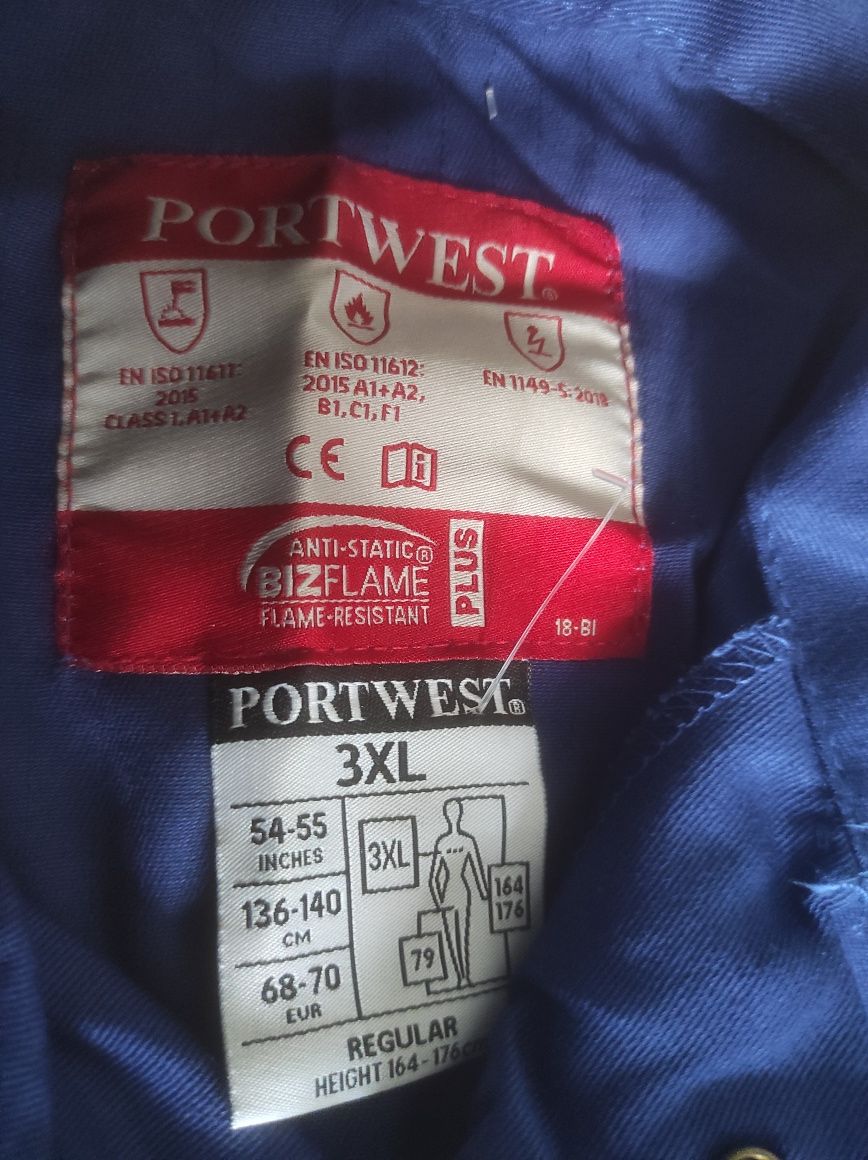 PORTWEST®
EN ISO 11611:
2015
CLASS 1, A1+A2
EN ISO 11612:
2015 A1+A2,
B1, C1, F1
EN 1149-5:2018
CE
i
ANTI-STATIC®
BIZFLAME
FLAME-RESISTANT
PLUS
18-BI
PORTWEST®
3XL
54-55
INCHES
136-140
CM
68-70
EUR
3XL
164
176
79
REGULAR
HEIGHT 164-176